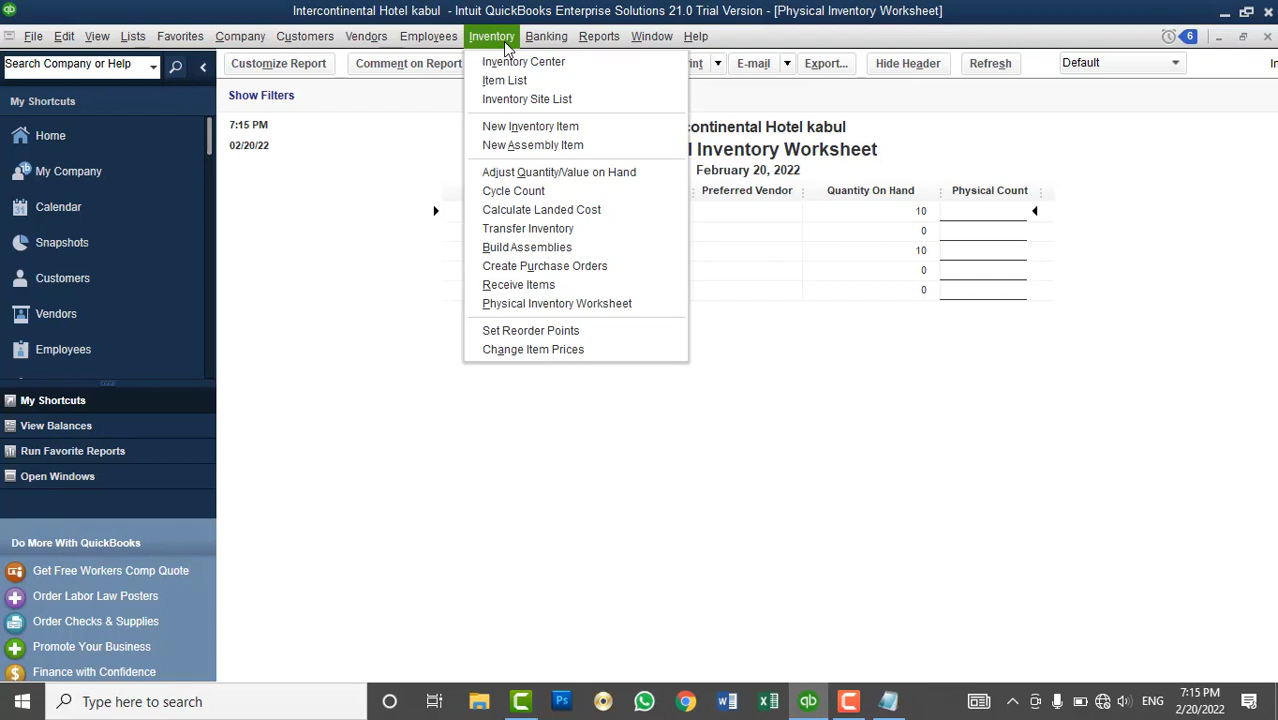 Intercontinental Hotel kabul - Intuit QuickBooks Enterprise Solutions 21.0 Trial Version - [Physical Inventory Worksheet]
File Edit View Lists Favorites Company Customers Vendors Employees Inventory Banking Reports Window Help 6
Search Company or Help
Customize Report Comment on Report nt E-mail Export... Hide Header Refresh Default In
My Shortcuts
Home
My Company
Calendar
Snapshots
Customers
Vendors
Employees
My Shortcuts
View Balances
Run Favorite Reports
Open Windows
Do More With QuickBooks
Get Free Workers Comp Quote
Order Labor Law Posters
Order Checks & Supplies
Promote Your Business
Finance with Confidence
Show Filters
7:15 PM
02/20/22
Inventory Center
Item List
Inventory Site List
New Inventory Item
New Assembly Item
Adjust Quantity/Value on Hand
Cycle Count
Calculate Landed Cost
Transfer Inventory
Build Assemblies
Create Purchase Orders
Receive Items
Physical Inventory Worksheet
Set Reorder Points
Change Item Prices
continental Hotel kabul
l Inventory Worksheet
February 20, 2022
Preferred Vendor Quantity On Hand Physical Count
10
0
10
0
0
Type here to search
Ps
qb
ENG
7:15 PM
2/20/2022